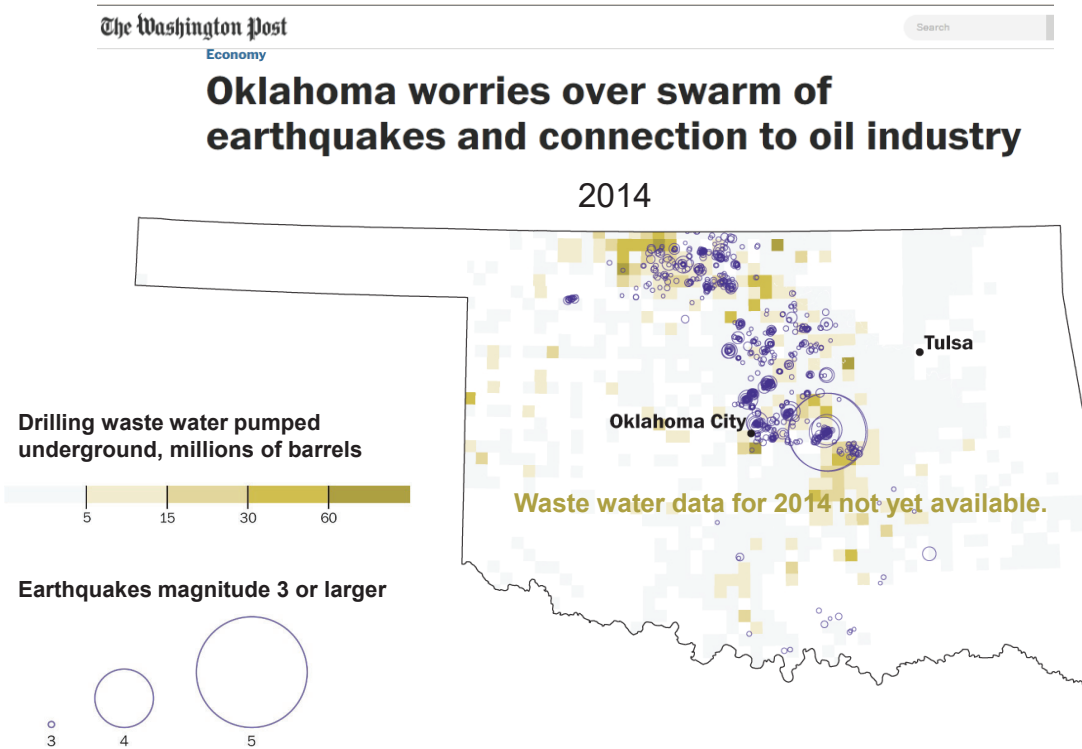 The Washington Post
Search
Economy
Oklahoma worries over swarm of
earthquakes and connection to oil industry
2014
Tulsa
Oklahoma City
Drilling waste water pumped
underground, millions of barrels
5 15 30 60
Waste water data for 2014 not yet available.
Earthquakes magnitude 3 or larger
3 4 5